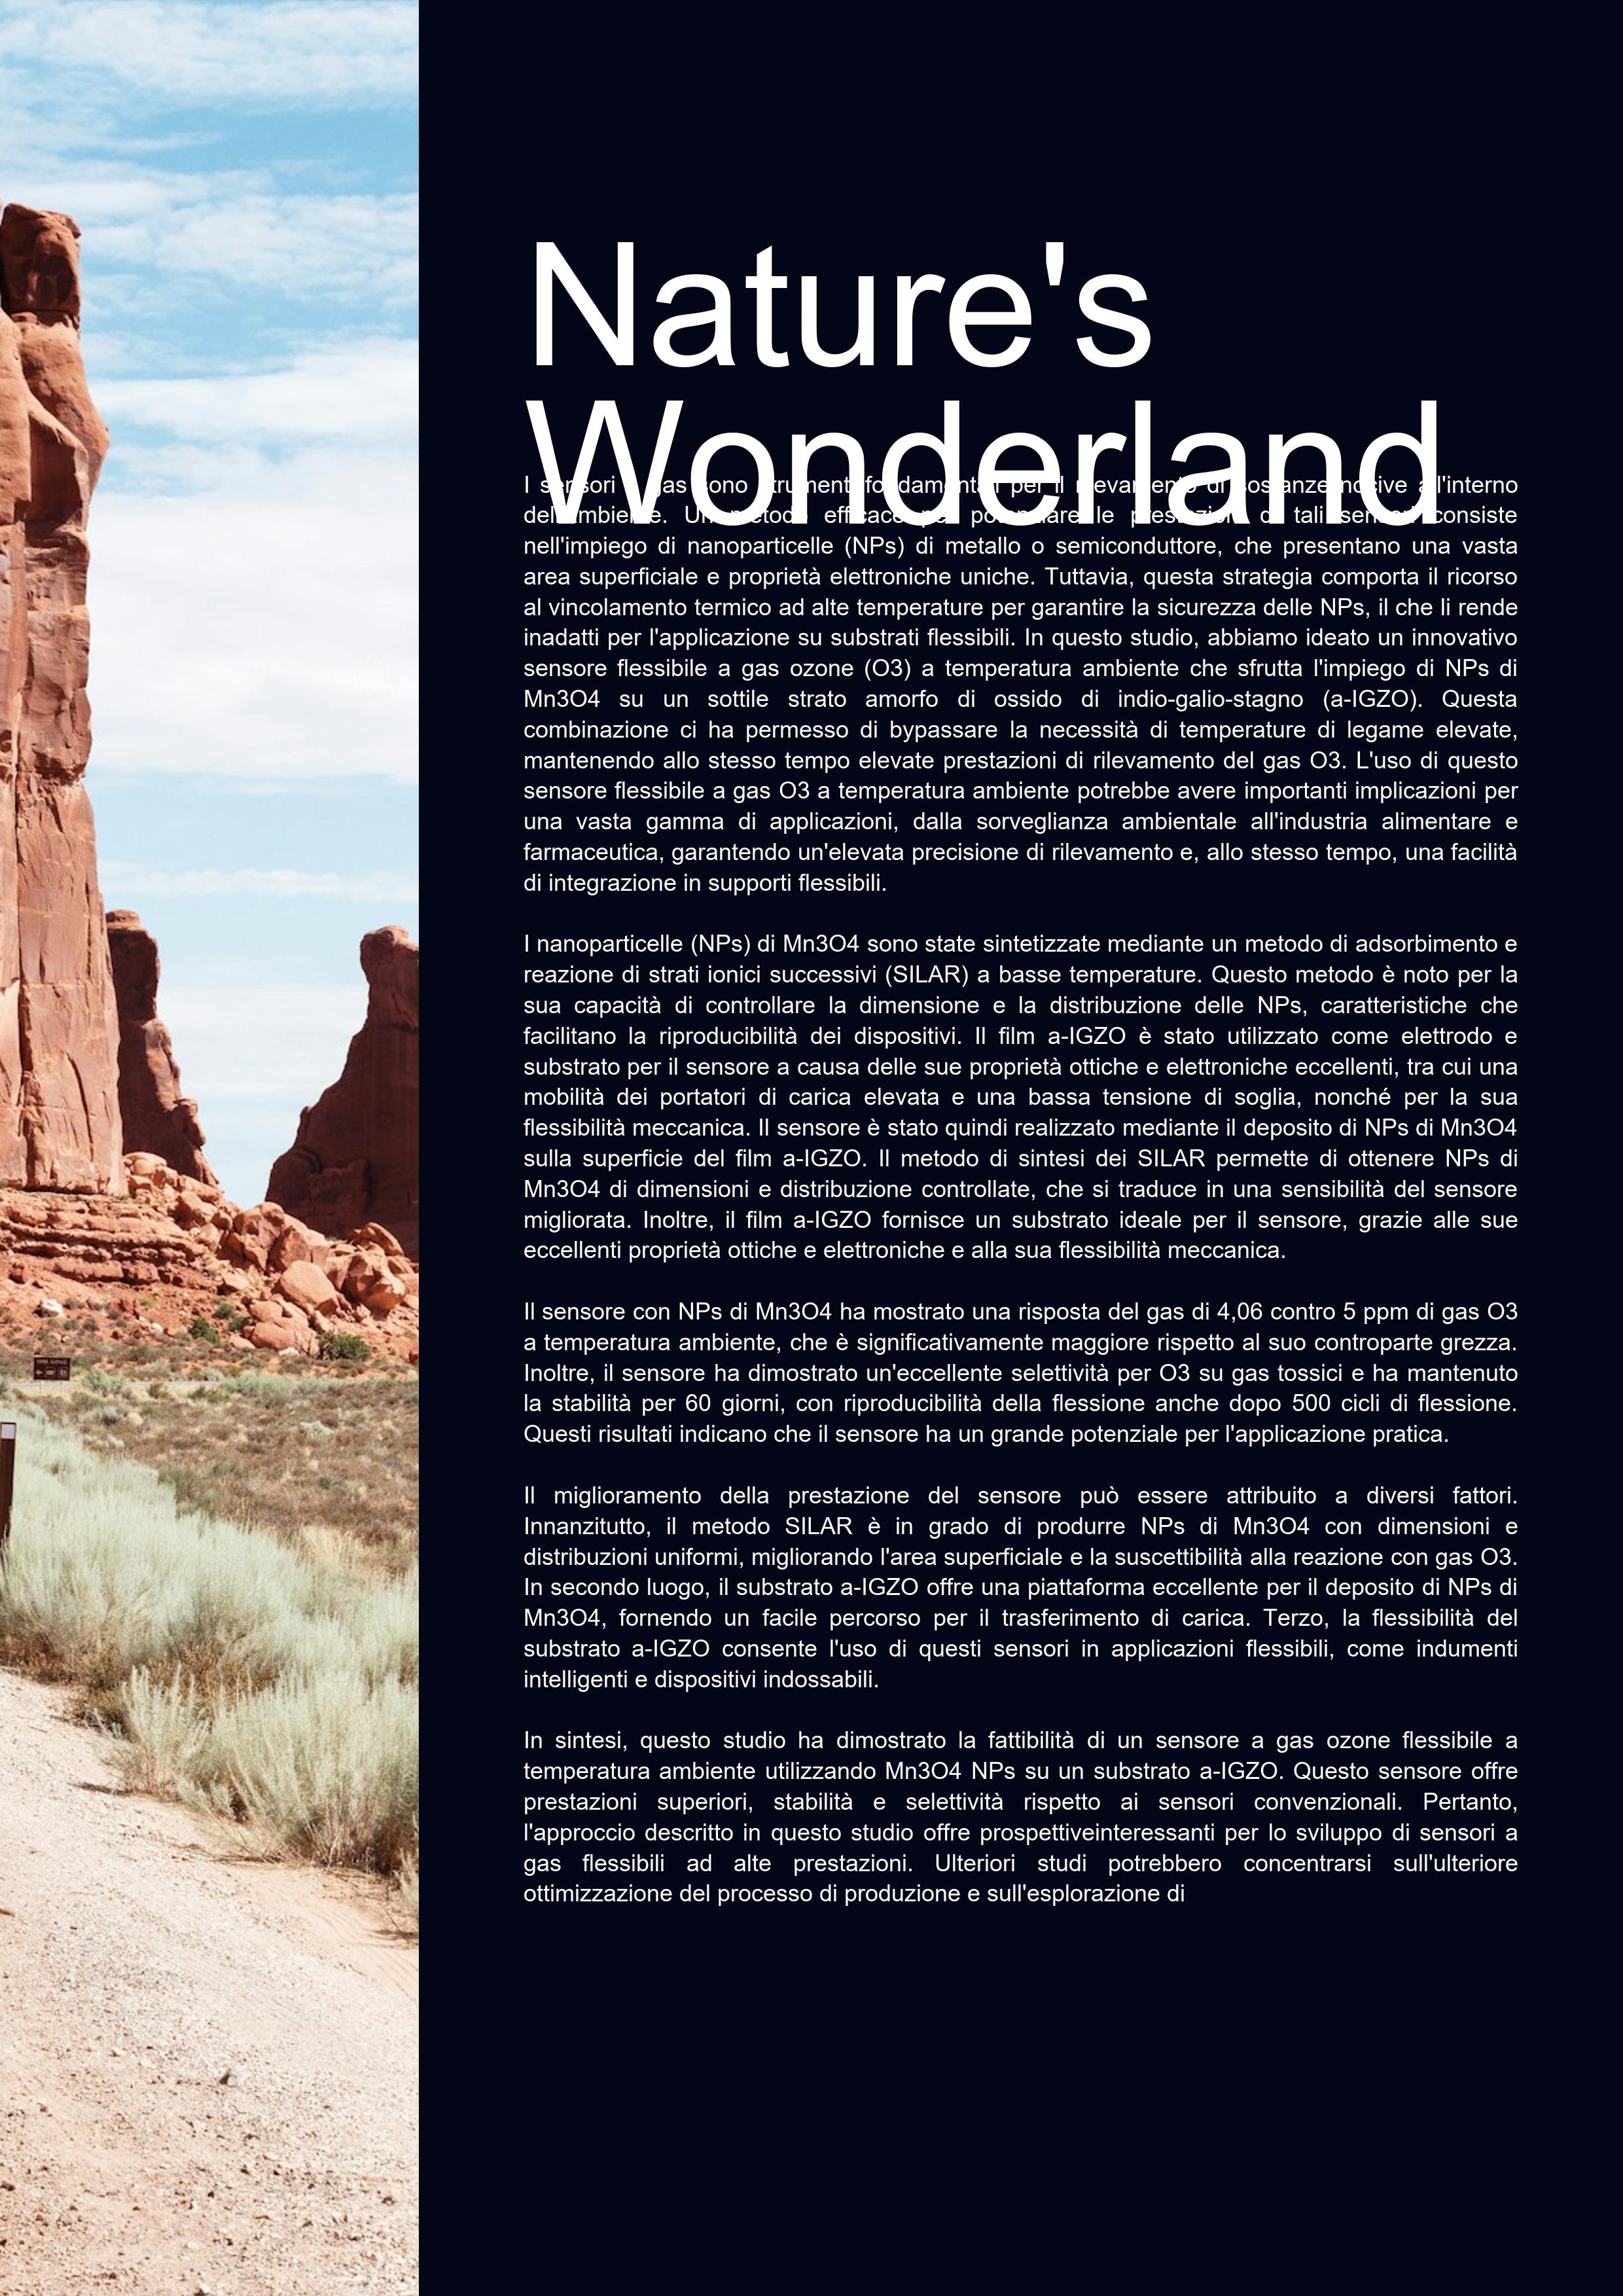 Nature's
Wonderland
I sensori gas sono strumenti fondamentali per il rilevamento di sostanze nocive all'interno
dell'ambiente. Un metodo efficace per potenziare le prestazioni di tali sensori consiste
nell'impiego di nanoparticelle (NPs) di metallo o semiconduttore, che presentano una vasta
area superficiale e proprietà elettroniche uniche. Tuttavia, questa strategia comporta il ricorso
al vincolamento termico ad alte temperature per garantire la sicurezza delle NPs, il che li rende
inadatti per l'applicazione su substrati flessibili. In questo studio, abbiamo ideato un innovativo
sensore flessibile a gas ozone (O3) a temperatura ambiente che sfrutta l'impiego di NPs di
Mn3O4 su un sottile strato amorfo di ossido di indio-galio-stagno (a-IGZO). Questa
combinazione ci ha permesso di bypassare la necessità di temperature di legame elevate,
mantenendo allo stesso tempo elevate prestazioni di rilevamento del gas O3. L'uso di questo
sensore flessibile a gas O3 a temperatura ambiente potrebbe avere importanti implicazioni per
una vasta gamma di applicazioni, dalla sorveglianza ambientale all'industria alimentare e
farmaceutica, garantendo un'elevata precisione di rilevamento e, allo stesso tempo, una facilità
di integrazione in supporti flessibili.
I nanoparticelle (NPs) di Mn3O4 sono state sintetizzate mediante un metodo di adsorbimento e
reazione di strati ionici successivi (SILAR) a basse temperature. Questo metodo è noto per la
sua capacità di controllare la dimensione e la distribuzione delle NPs, caratteristiche che
facilitano la riproducibilità dei dispositivi. Il film a-IGZO è stato utilizzato come elettrodo e
substrato per il sensore a causa delle sue proprietà ottiche e elettroniche eccellenti, tra cui una
mobilità dei portatori di carica elevata e una bassa tensione di soglia, nonché per la sua
flessibilità meccanica. Il sensore è stato quindi realizzato mediante il deposito di NPs di Mn3O4
sulla superficie del film a-IGZO. Il metodo di sintesi dei SILAR permette di ottenere NPs di
Mn3O4 di dimensioni e distribuzione controllate, che si traduce in una sensibilità del sensore
migliorata. Inoltre, il film a-IGZO fornisce un substrato ideale per il sensore, grazie alle sue
eccellenti proprietà ottiche e elettroniche e alla sua flessibilità meccanica.
Il sensore con NPs di Mn3O4 ha mostrato una risposta del gas di 4,06 contro 5 ppm di gas O3
a temperatura ambiente, che è significativamente maggiore rispetto al suo controparte grezza.
Inoltre, il sensore ha dimostrato un'eccellente selettività per O3 su gas tossici e ha mantenuto
la stabilità per 60 giorni, con riproducibilità della flessione anche dopo 500 cicli di flessione.
Questi risultati indicano che il sensore ha un grande potenziale per l'applicazione pratica.
Il miglioramento della prestazione del sensore può essere attribuito a diversi fattori.
Innanzitutto, il metodo SILAR è in grado di produrre NPs di Mn3O4 con dimensioni e
distribuzioni uniformi, migliorando l'area superficiale e la suscettibilità alla reazione con gas O3.
In secondo luogo, il substrato a-IGZO offre una piattaforma eccellente per il deposito di NPs di
Mn3O4, fornendo un facile percorso per il trasferimento di carica. Terzo, la flessibilità del
substrato a-IGZO consente l'uso di questi sensori in applicazioni flessibili, come indumenti
intelligenti e dispositivi indossabili.
In sintesi, questo studio ha dimostrato la fattibilità di un sensore a gas ozone flessibile a
temperatura ambiente utilizzando Mn3O4 NPs su un substrato a-IGZO. Questo sensore offre
prestazioni superiori, stabilità e selettività rispetto ai sensori convenzionali. Pertanto,
l'approccio descritto in questo studio offre prospettiveinteressanti per lo sviluppo di sensori a
gas flessibili ad alte prestazioni. Ulteriori studi potrebbero concentrarsi sull'ulteriore
ottimizzazione del processo di produzione e sull'esplorazione di